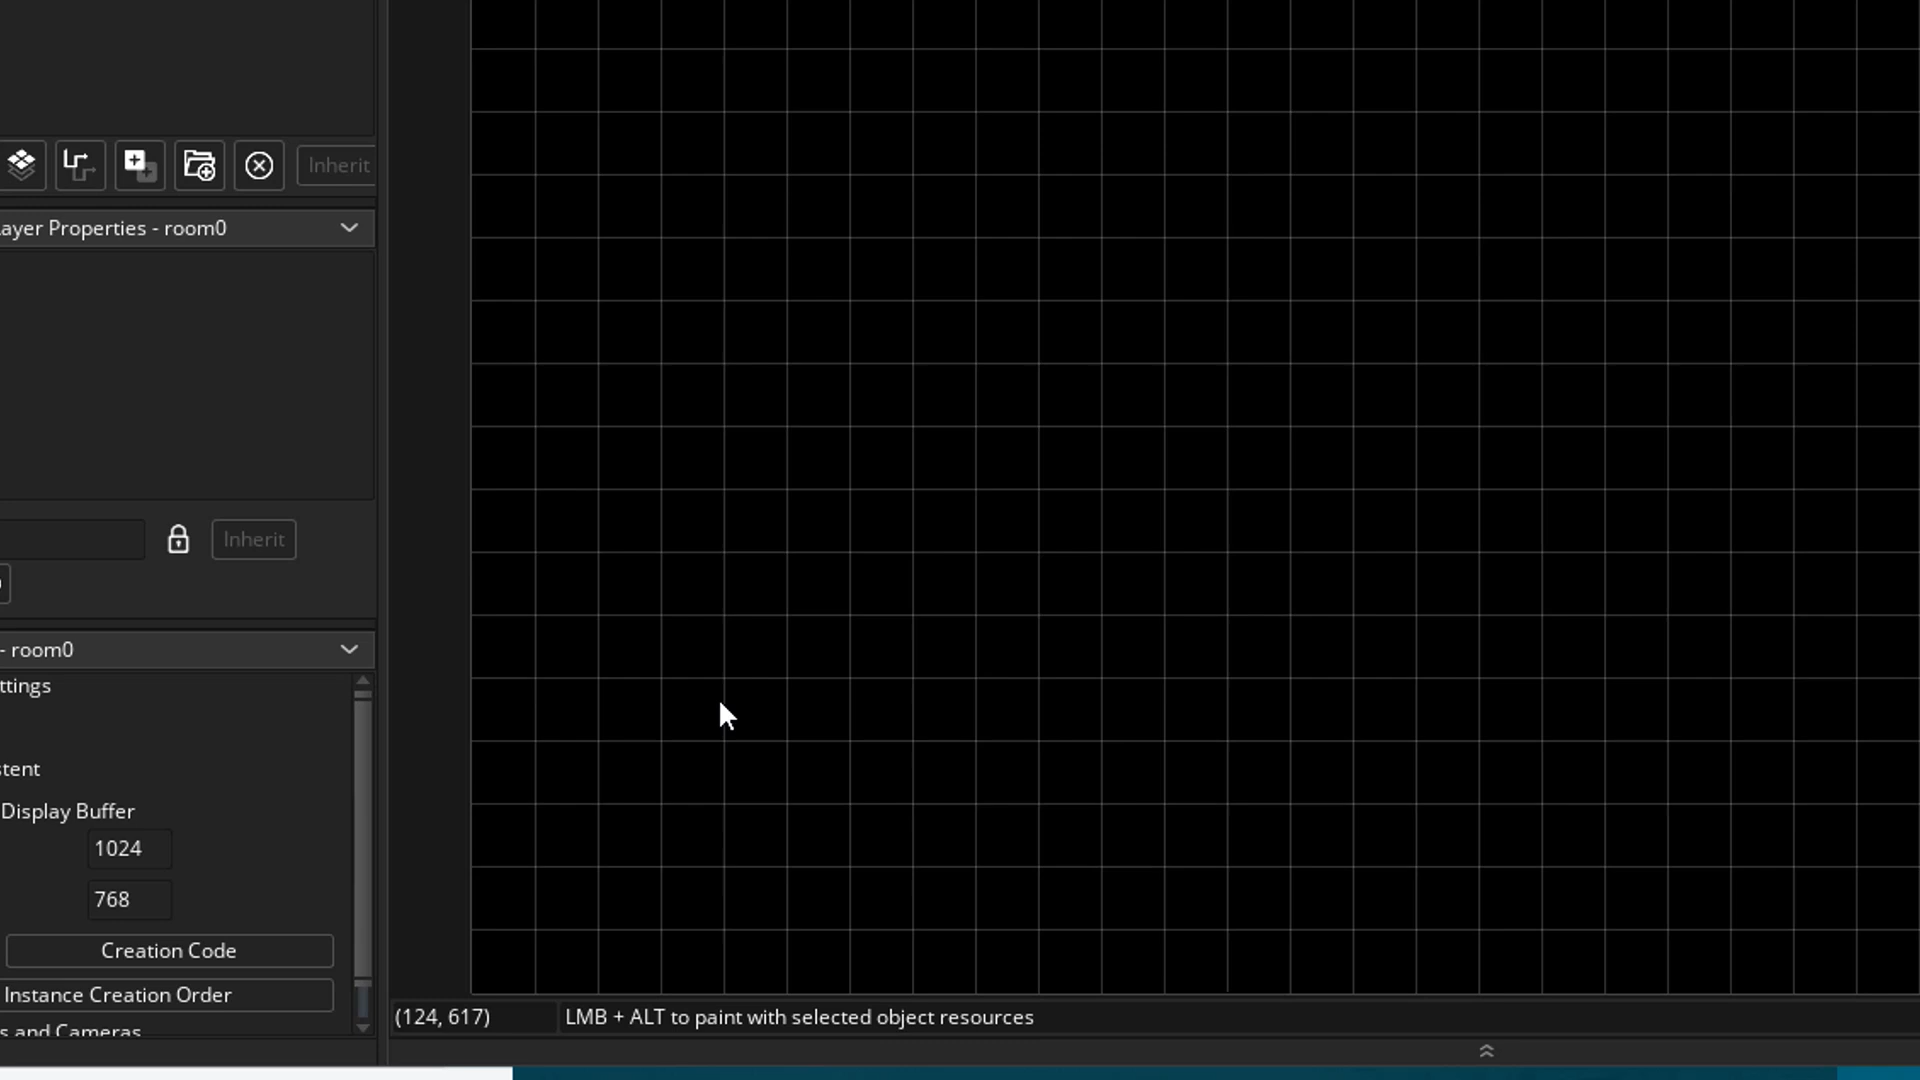 Inherit
ayer Properties - room0
Inherit
- room0
ttings
stent
Display Buffer
1024
768
Creation Code
Instance Creation Order
s and Cameras
(124, 617)
LMB + ALT to paint with selected object resources